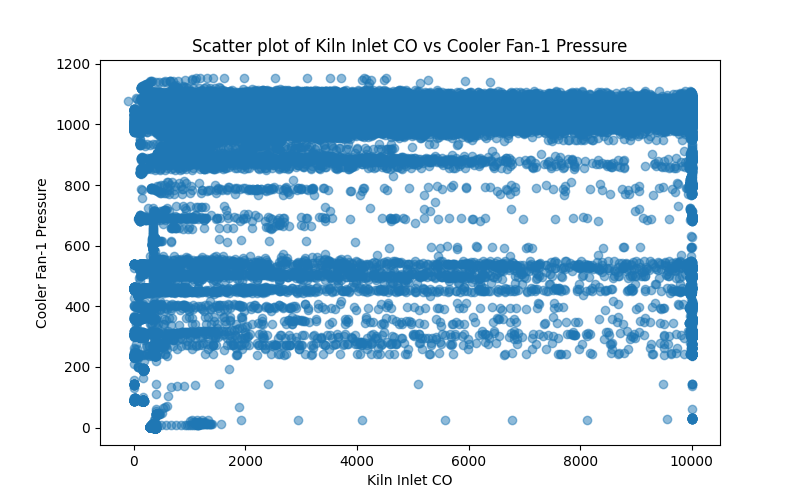 Scatter plot of Kiln Inlet CO vs Cooler Fan-1 Pressure
1200
1000
800
600
400
200
0
Cooler Fan-1 Pressure
0 2000 4000 6000 8000 10000
Kiln Inlet CO